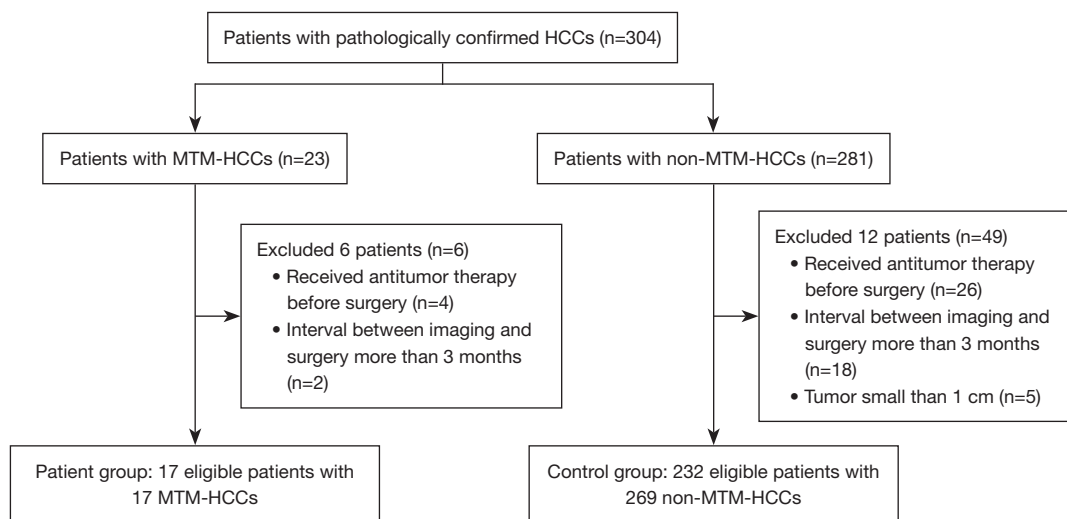 Patients with pathologically confirmed HCCs (n=304)
Patients with MTM-HCCs (n=23)
Patients with non-MTM-HCCs (n=281)
Excluded 6 patients (n=6)
• Received antitumor therapy
before surgery (n=4)
• Interval between imaging and
surgery more than 3 months
(n=2)
Excluded 12 patients (n=49)
• Received antitumor therapy
before surgery (n=26)
• Interval between imaging and
surgery more than 3 months
(n=18)
• Tumor small than 1 cm (n=5)
Patient group: 17 eligible patients with
17 MTM-HCCs
Control group: 232 eligible patients with
269 non-MTM-HCCs